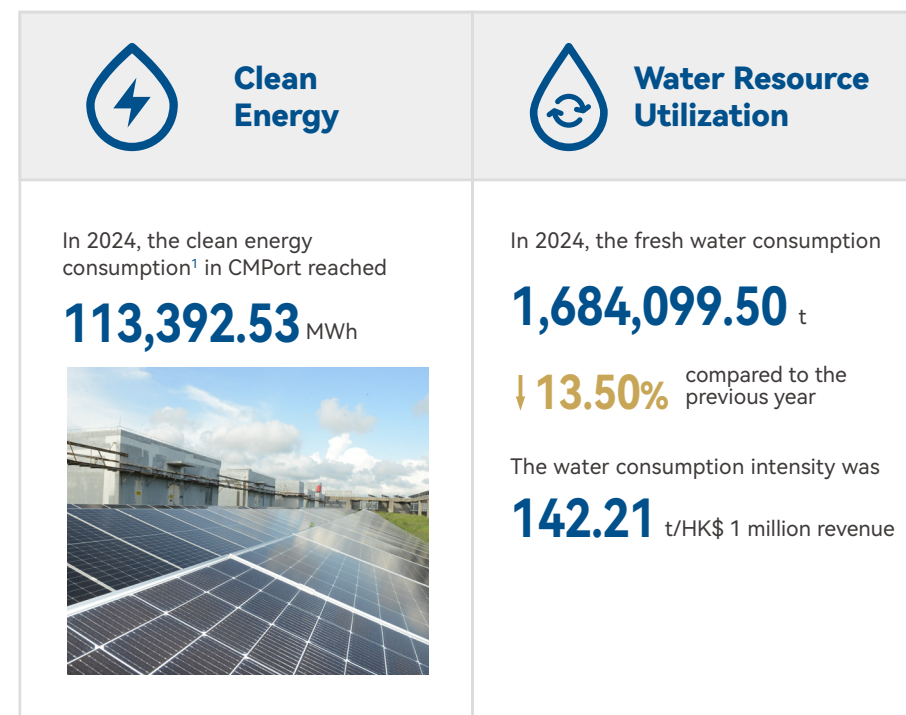 Clean
Energy
Water Resource
Utilization
In 2024, the clean energy
consumption¹ in CMPort reached
113,392.53 MWh
In 2024, the fresh water consumption
1,684,099.50 t
↓13.50% compared to the
previous year
The water consumption intensity was
142.21 t/HK$ 1 million revenue